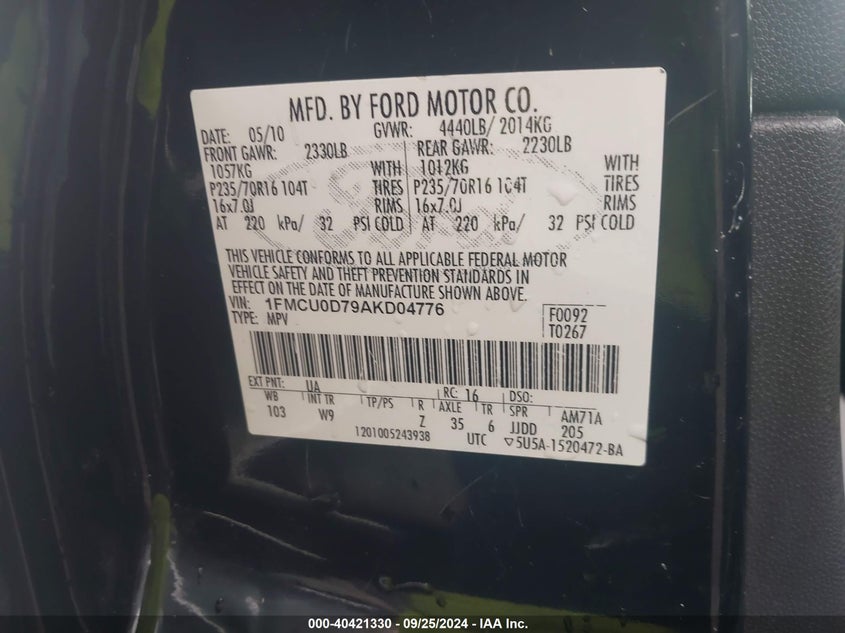 MFD. BY FORD MOTOR CO.
DATE: 05/10 GVWR: 4440LB/ 2014KG
FRONT GAWR: 2330LB REAR GAWR: 2230LB
1057KG WITH 1012KG WITH
P235/70R16 104T TIRES P235/70R16 104T TIRES
16x7.0J RIMS 16x7.0J RIMS
AT 220 kPa/ 32 PSI COLD AT 220 kPa/ 32 PSI COLD
THIS VEHICLE CONFORMS TO ALL APPLICABLE FEDERAL MOTOR
VEHICLE SAFETY AND THEFT PREVENTION STANDARDS IN
EFFECT ON THE DATE OF MANUFACTURE SHOWN ABOVE.
VIN: 1FMCU0D79AKD04776 F0092
TYPE: MPV T0267
EXT PNT: UA RC: 16 DSO:
WB INT TR TP/PS R AXLE TR SPR AM71A
103 W9 Z 35 6 JJDD 205
1201005243938 UTC ▽5U5A-1520472-BA
000-40421330 - 09/25/2024 - IAA Inc.